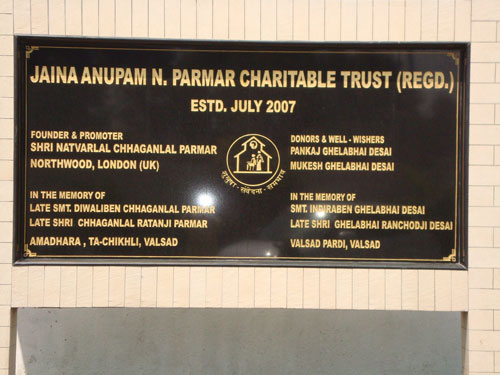 JAINA ANUPAM N. PARMAR CHARITABLE TRUST (REGD.)
ESTD. JULY 2007
FOUNDER & PROMOTER
SHRI NATVARLAL CHHAGANLAL PARMAR
NORTHWOOD, LONDON (UK)
IN THE MEMORY OF
LATE SMT. DIWALIBEN CHHAGANLAL PARMAR
LATE SHRI CHHAGANLAL RATANJI PARMAR
AMADHARA , TA-CHIKHLI, VALSAD
DONORS & WELL - WISHERS
PANKAJ GHELABHAI DESAI
MUKESH GHELABHAI DESAI
IN THE MEMORY OF
SMT. INDIRABEN GHELABHAI DESAI
LATE SHRI GHELABHAI RANCHODJI DESAI
VALSAD PARDI, VALSAD